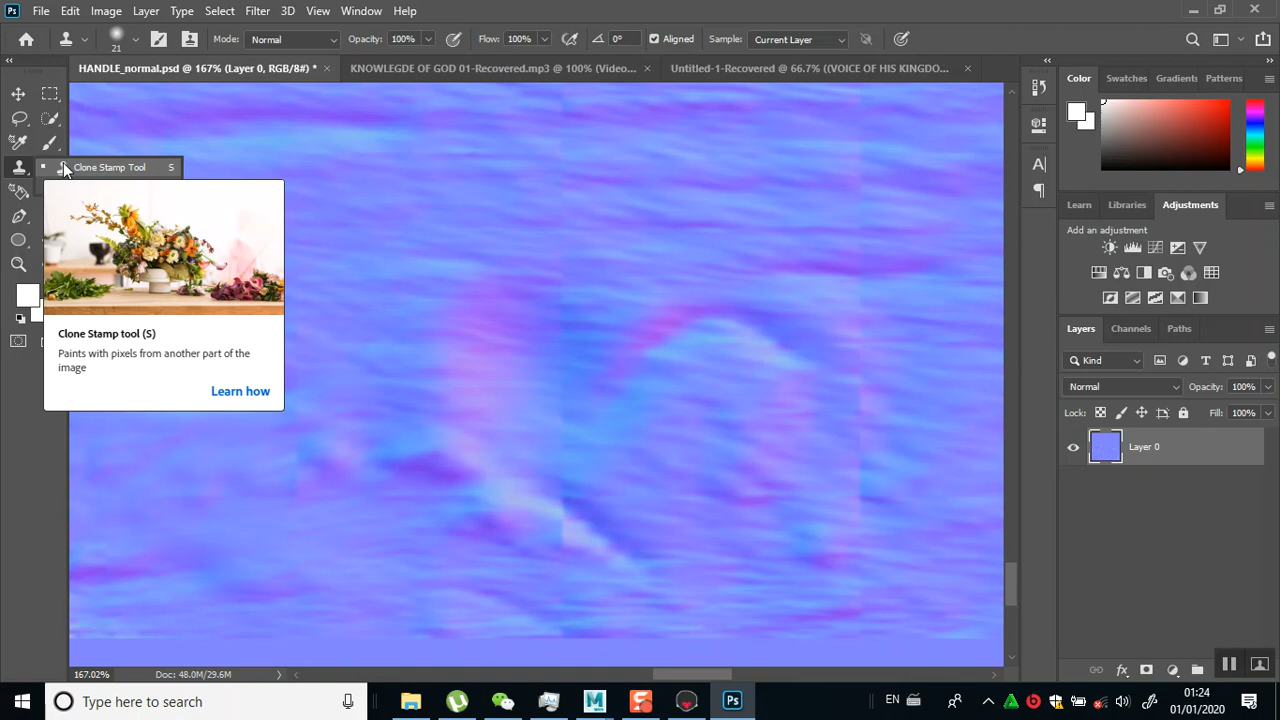 Ps File Edit Image Layer Type Select Filter 3D View Window Help
21 Mode: Normal Opacity: 100% Flow: 100% 0° Aligned Sample: Current Layer
HANDLE_normal.psd @ 167% (Layer 0, RGB/8#) * × KNOWLEGDE OF GOD 01-Recovered.mp3 @ 100% (Video... × Untitled-1-Recovered @ 66.7% ((VOICE OF HIS KINGDO... ×
Clone Stamp Tool S
Clone Stamp tool (S)
Paints with pixels from another part of the
image
Learn how
Color Swatches Gradients Patterns
Learn Libraries Adjustments
Add an adjustment
Layers Channels Paths
Kind
Normal Opacity: 100%
Lock: Fill: 100%
Layer 0
167.02% Doc: 48.0M/29.6M
Type here to search
EN
01:24
01/01/2020